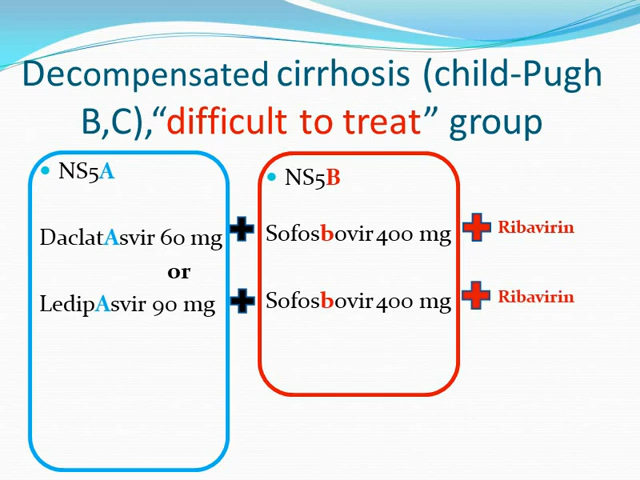 Decompensated cirrhosis (child-Pugh
B,C),“difficult to treat” group
• NS5A
DaclatAsvir 60 mg
or
LedipAsvir 90 mg
• NS5B
Sofosbovir 400 mg
Sofosbovir 400 mg
Ribavirin
Ribavirin